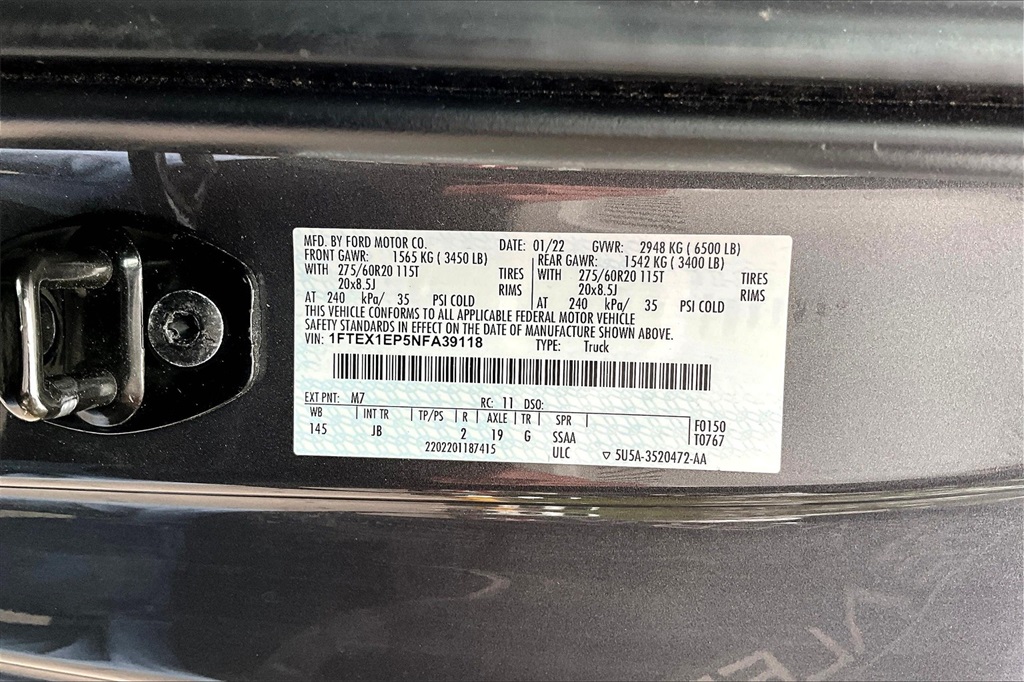 MFD. BY FORD MOTOR CO. DATE: 01/22 GVWR: 2948 KG ( 6500 LB)
FRONT GAWR: 1565 KG ( 3450 LB) REAR GAWR: 1542 KG ( 3400 LB)
WITH 275/60R20 115T TIRES WITH 275/60R20 115T TIRES
20x8.5J RIMS 20x8.5J RIMS
AT 240 kPa/ 35 PSI COLD AT 240 kPa/ 35 PSI COLD
THIS VEHICLE CONFORMS TO ALL APPLICABLE FEDERAL MOTOR VEHICLE
SAFETY STANDARDS IN EFFECT ON THE DATE OF MANUFACTURE SHOWN ABOVE.
VIN: 1FTEX1EP5NFA39118 TYPE: Truck
EXT PNT: M7 RC: 11 DSO:
WB INT TR TP/PS R AXLE TR SPR F0150
145 JB 2 19 G SSAA T0767
2202201187415 ULC ▽ 5U5A-3520472-AA